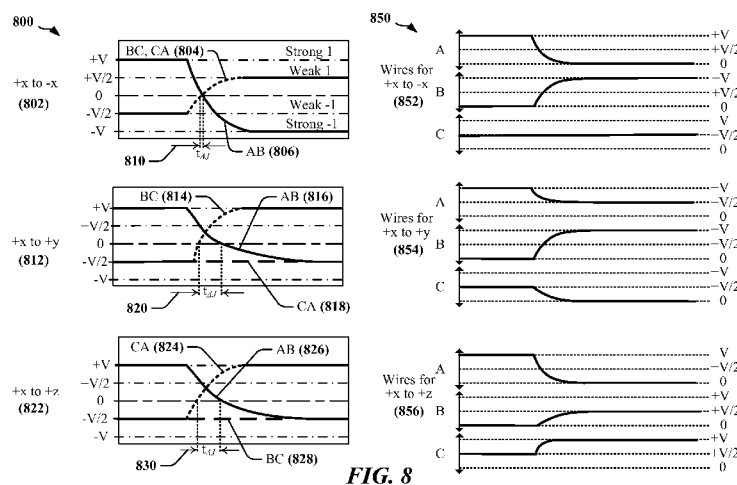 800
+x to -x
(802)
+V
+V/2
0
-V/2
-V
BC, CA (804)
Strong 1
Weak 1
Weak -1
Strong -1
AB (806)
810
+x to +y
(812)
+V
−V/2
0
-V/2
-V
BC (814)
AB (816)
CA (818)
820
+x to +z
(822)
+V
−V/2
0
-V/2
-V
CA (824)
AB (826)
BC (828)
830
850
Wires for
+x to -x
(852)
A
+V
+V/2
0
B
−V
−V/2
0
C
−V
−V/2
0
Wires for
+x to +y
(854)
A
−V
−V/2
0
B
−V
−V/2
0
C
−V
−V/2
0
Wires for
+x to +z
(856)
A
V
−V/2
0
B
+V
+V/2
0
C
+V
+V/2
0
FIG. 8